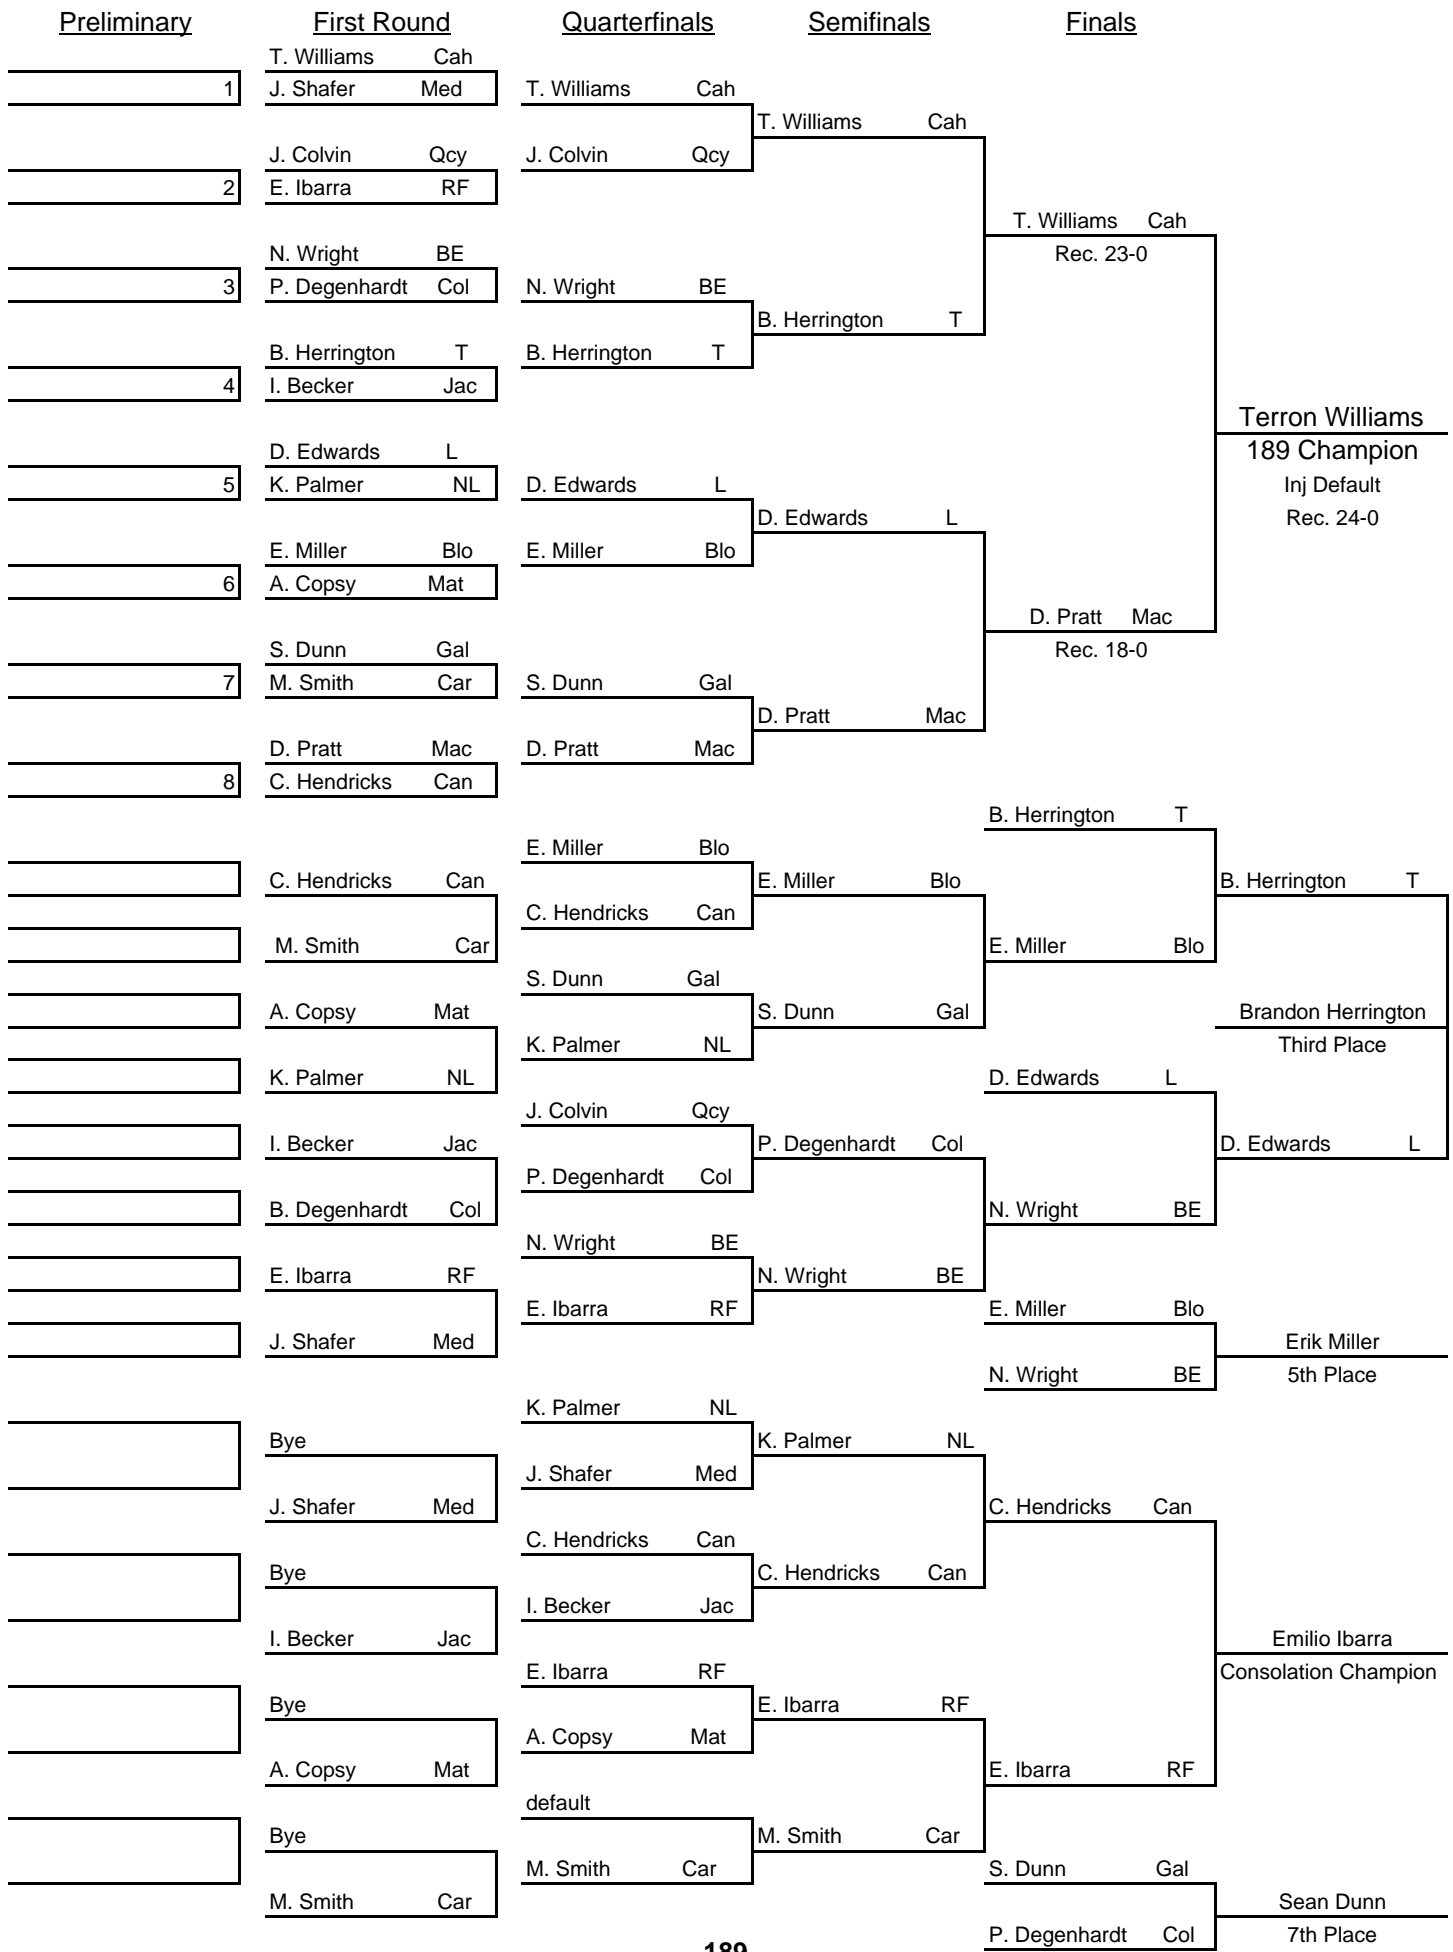 Preliminary First Round Quarterfinals Semifinals Finals
T. Williams Cah
1 J. Shafer Med T. Williams Cah
T. Williams Cah
J. Colvin Qcy J. Colvin Qcy
2 E. Ibarra RF
T. Williams Cah
N. Wright BE Rec. 23-0
3 P. Degenhardt Col N. Wright BE
B. Herrington T
B. Herrington T B. Herrington T
4 I. Becker Jac
Terron Williams
D. Edwards L 189 Champion
5 K. Palmer NL D. Edwards L Inj Default
D. Edwards L Rec. 24-0
E. Miller Blo E. Miller Blo
6 A. Copsy Mat
D. Pratt Mac
S. Dunn Gal Rec. 18-0
7 M. Smith Car S. Dunn Gal
D. Pratt Mac
D. Pratt Mac D. Pratt Mac
8 C. Hendricks Can
B. Herrington T
E. Miller Blo
C. Hendricks Can E. Miller Blo B. Herrington T
C. Hendricks Can
M. Smith Car E. Miller Blo
S. Dunn Gal
A. Copsy Mat S. Dunn Gal Brandon Herrington
K. Palmer NL Third Place
K. Palmer NL D. Edwards L
J. Colvin Qcy
I. Becker Jac P. Degenhardt Col D. Edwards L
P. Degenhardt Col
B. Degenhardt Col N. Wright BE
N. Wright BE
E. Ibarra RF N. Wright BE
E. Ibarra RF E. Miller Blo
J. Shafer Med Erik Miller
N. Wright BE 5th Place
K. Palmer NL
Bye K. Palmer NL
J. Shafer Med
J. Shafer Med C. Hendricks Can
C. Hendricks Can
Bye C. Hendricks Can
I. Becker Jac
I. Becker Jac Emilio Ibarra
E. Ibarra RF Consolation Champion
Bye E. Ibarra RF
A. Copsy Mat
A. Copsy Mat E. Ibarra RF
default
Bye M. Smith Car
M. Smith Car S. Dunn Gal
M. Smith Car Sean Dunn
P. Degenhardt Col 7th Place
189